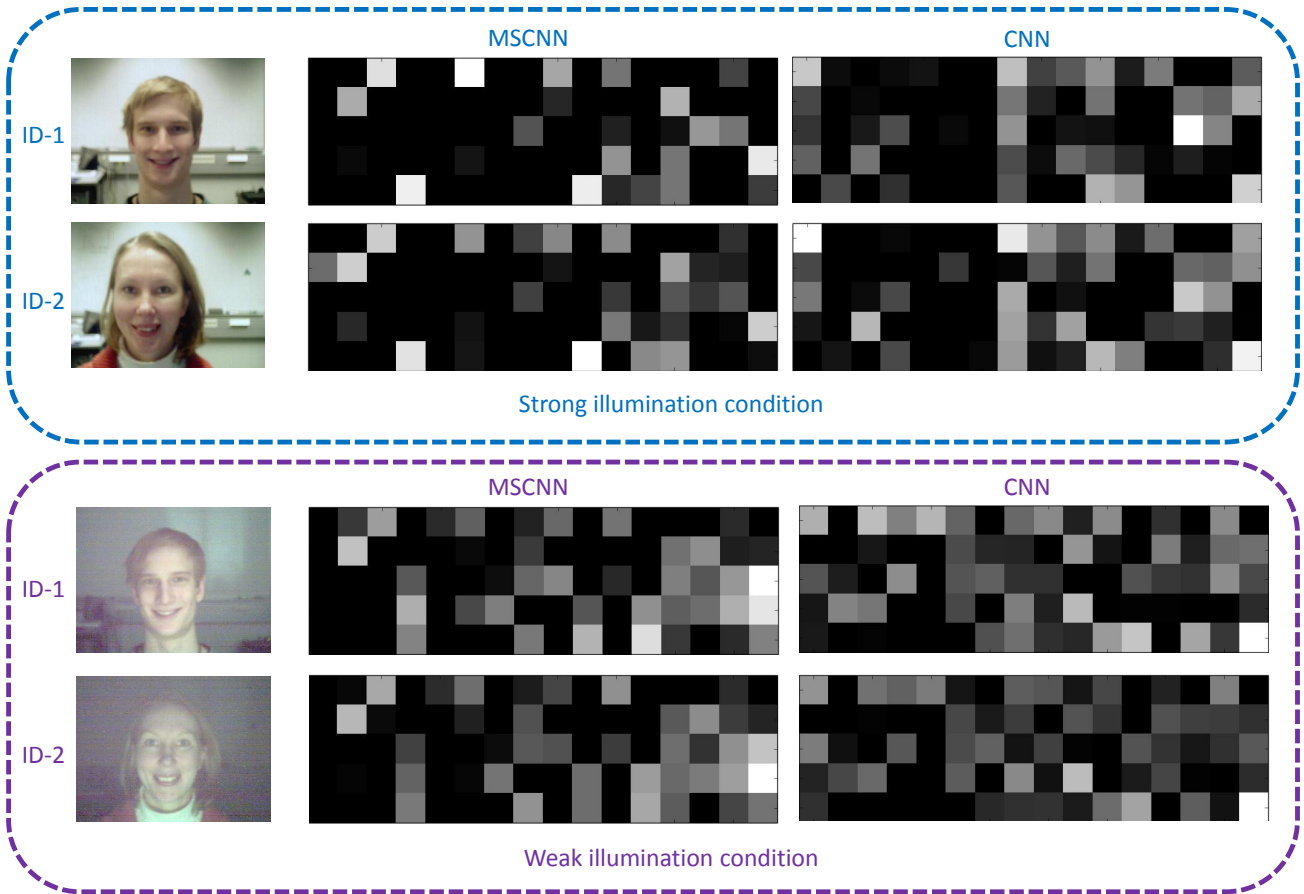 MSCNN CNN
ID-1
ID-2
Strong illumination condition
MSCNN CNN
ID-1
ID-2
Weak illumination condition